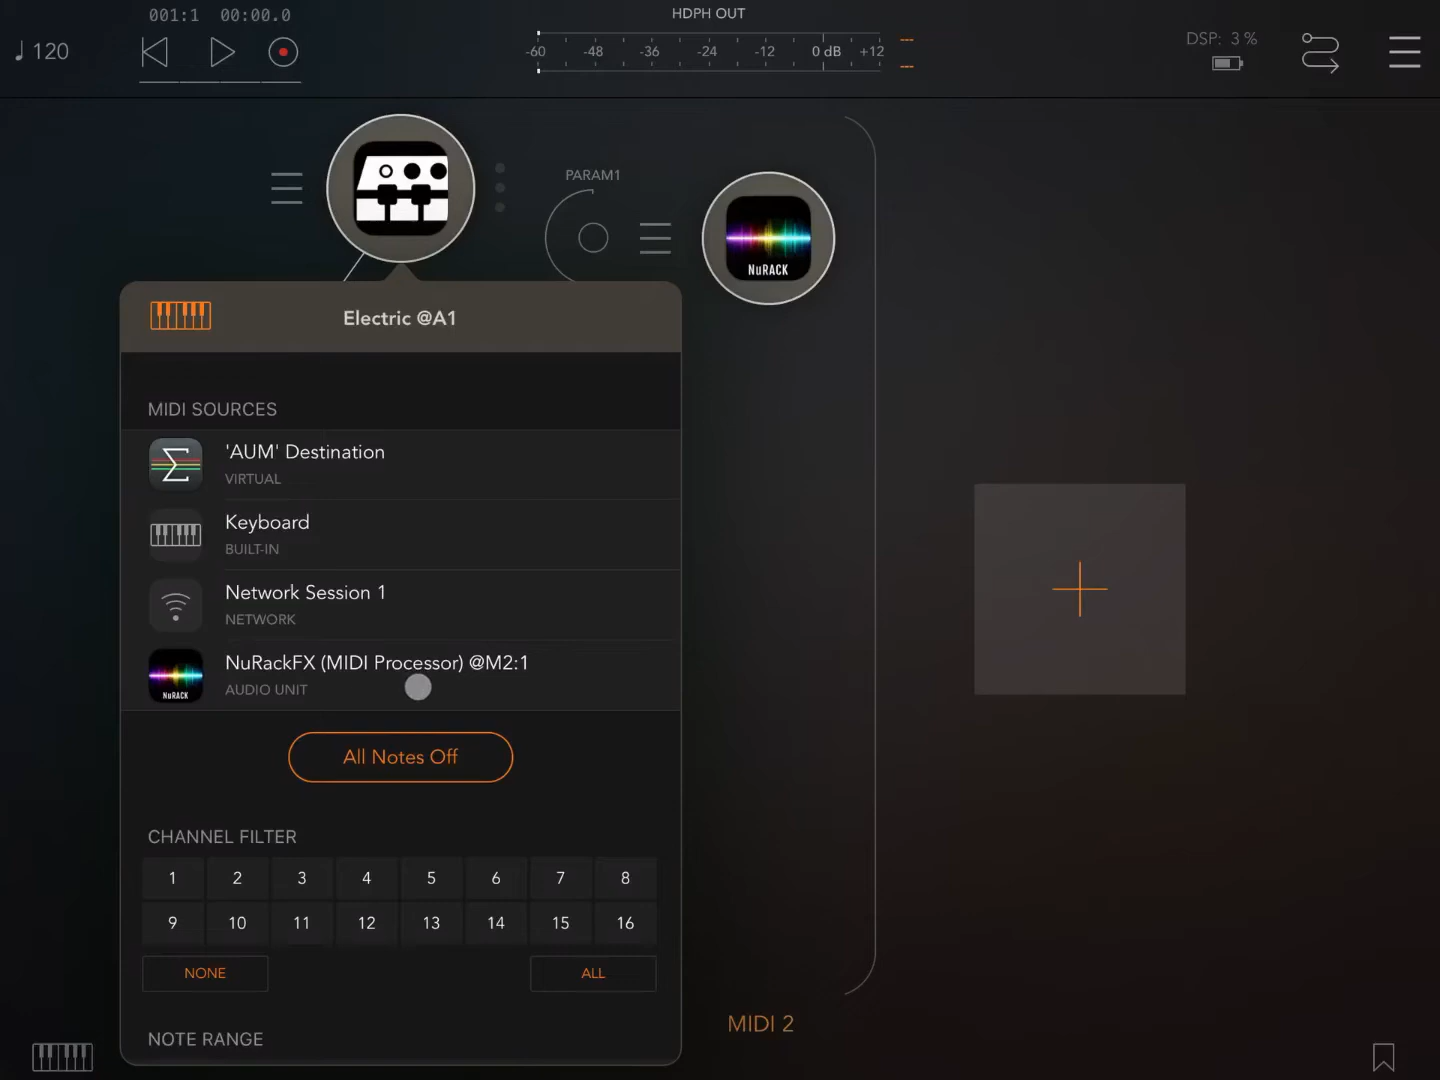 001:1 00:00.0
HDPH OUT
120
-60 -48 -36 -24 -12 0 dB +12
DSP: 3 %
PARAM1
NuRACK
Electric @A1
MIDI SOURCES
'AUM' Destination
VIRTUAL
Keyboard
BUILT-IN
Network Session 1
NETWORK
NuRackFX (MIDI Processor) @M2:1
AUDIO UNIT
NuRACK
All Notes Off
CHANNEL FILTER
1 2 3 4 5 6 7 8
9 10 11 12 13 14 15 16
NONE ALL
MIDI 2
NOTE RANGE